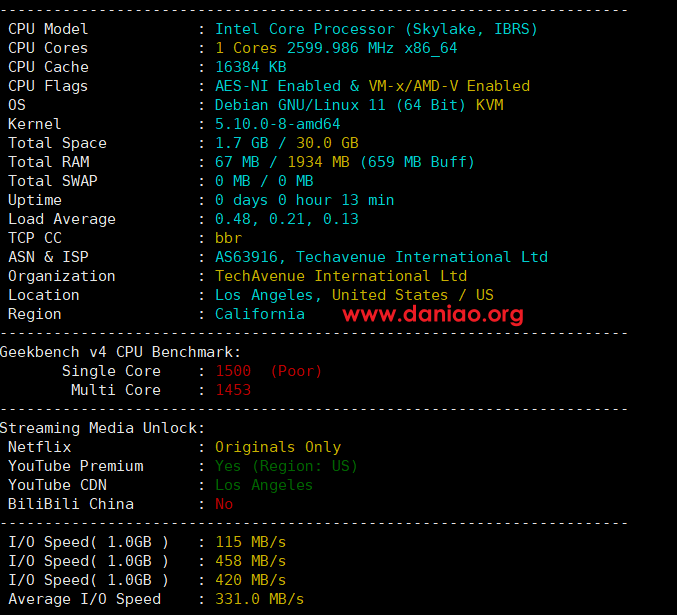 ----------------------------------------------------------------------
CPU Model : Intel Core Processor (Skylake, IBRS)
CPU Cores : 1 Cores 2599.986 MHz x86_64
CPU Cache : 16384 KB
CPU Flags : AES-NI Enabled & VM-x/AMD-V Enabled
OS : Debian GNU/Linux 11 (64 Bit) KVM
Kernel : 5.10.0-8-amd64
Total Space : 1.7 GB / 30.0 GB
Total RAM : 67 MB / 1934 MB (659 MB Buff)
Total SWAP : 0 MB / 0 MB
Uptime : 0 days 0 hour 13 min
Load Average : 0.48, 0.21, 0.13
TCP CC : bbr
ASN & ISP : AS63916, Techavenue International Ltd
Organization : TechAvenue International Ltd
Location : Los Angeles, United States / US
Region : California www.daniao.org
----------------------------------------------------------------------
Geekbench v4 CPU Benchmark:
Single Core : 1500 (Poor)
Multi Core : 1453
----------------------------------------------------------------------
Streaming Media Unlock:
Netflix : Originals Only
YouTube Premium : Yes (Region: US)
YouTube CDN : Los Angeles
BiliBili China : No
----------------------------------------------------------------------
I/O Speed( 1.0GB ) : 115 MB/s
I/O Speed( 1.0GB ) : 458 MB/s
I/O Speed( 1.0GB ) : 420 MB/s
Average I/O Speed : 331.0 MB/s